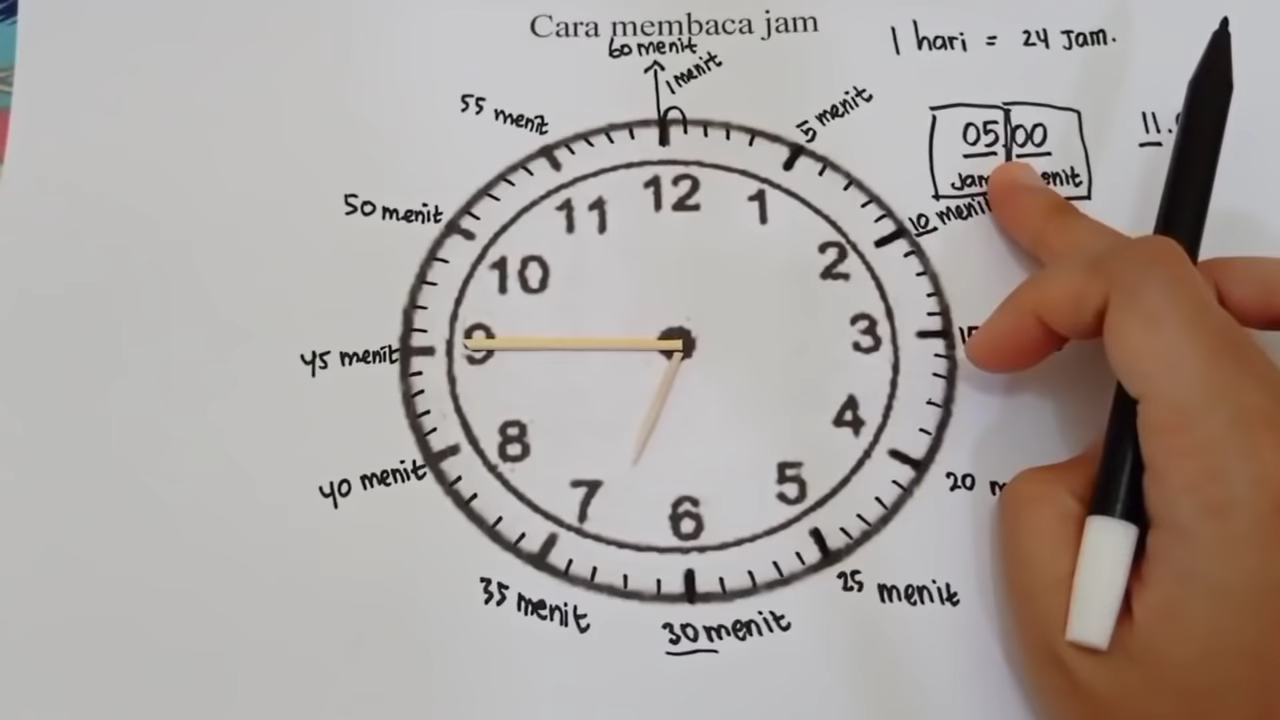 Cara membaca jam
60 menit
1 menit
5 menit
10 menit
20
25 menit
30 menit
35 menit
40 menit
45 menit
50 menit
55 menit
12
1
2
3
4
5
6
7
8
9
10
11
1 hari = 24 Jam.
05.00
11.